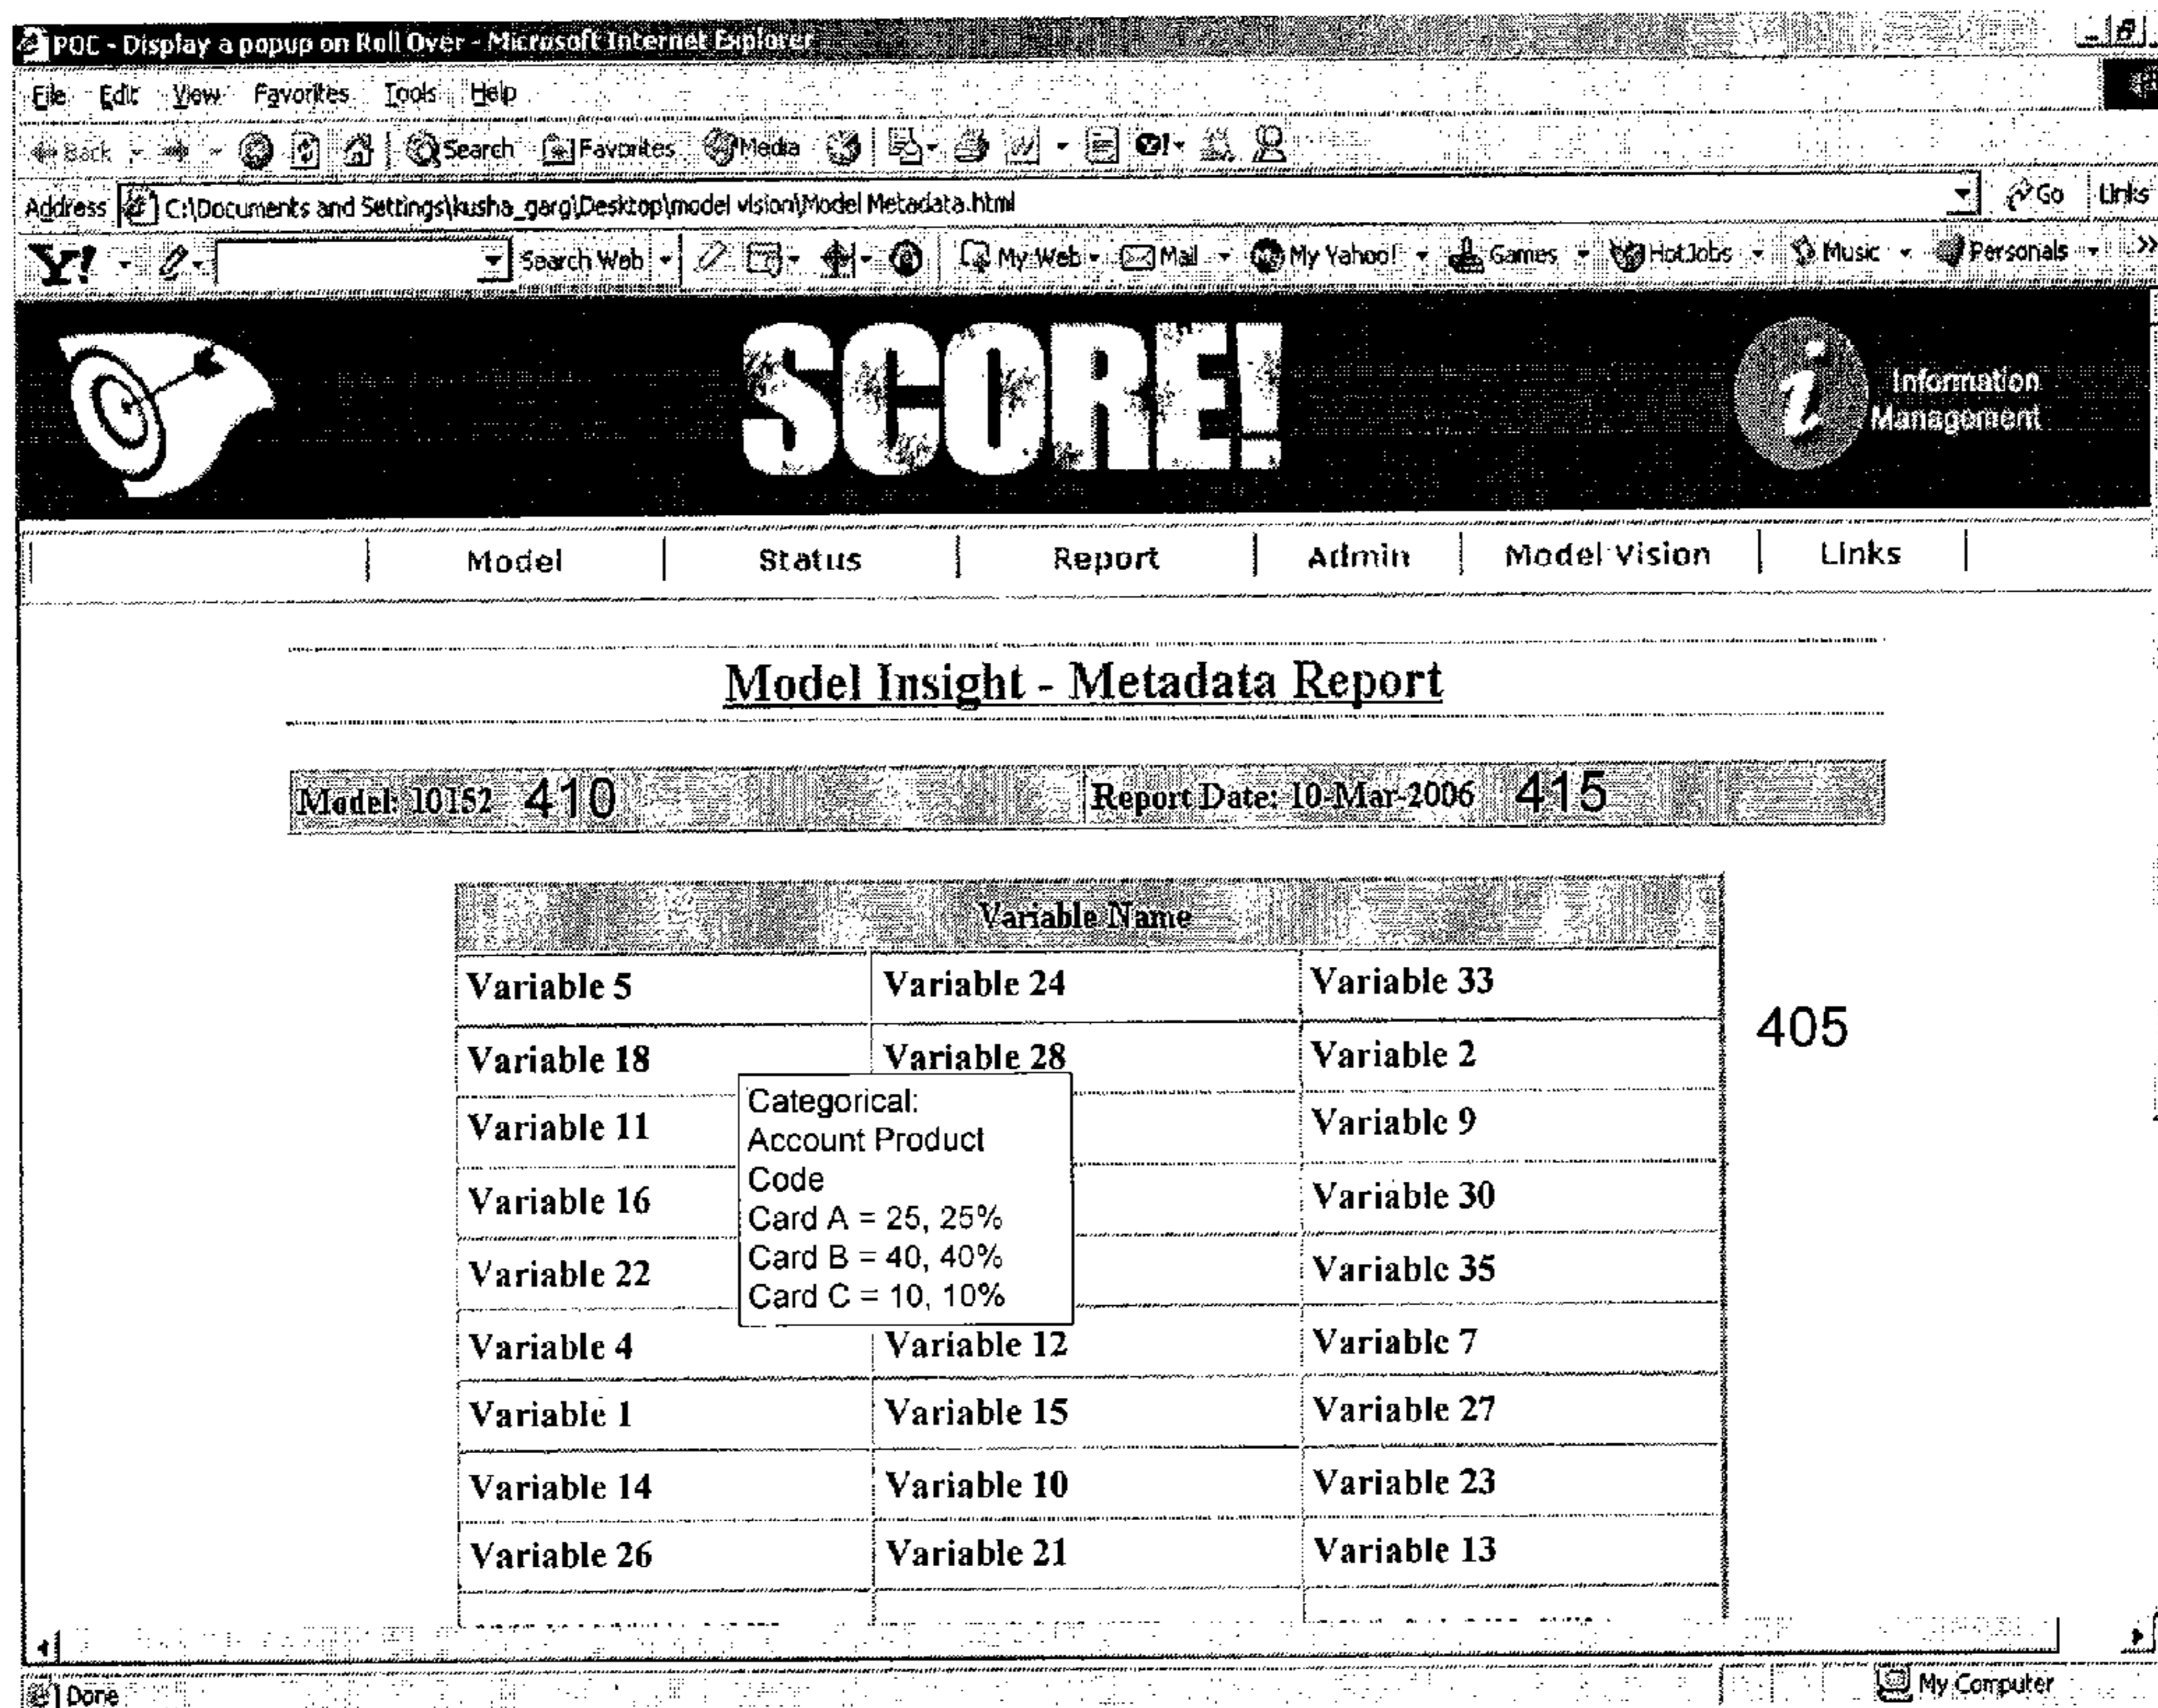 POC - Display a popup on Roll Over - Microsoft Internet Explorer
File Edit View Favorites Tools Help
Back Search Favorites Media
Address C:\Documents and Settings\kusha_garg\Desktop\model vision\Model Metadata.html Go Links
Y! Search Web My Web Mail My Yahoo! Games HotJobs Music Personals »
SCORE!
i Information
Management
Model Status Report Admin Model Vision Links
Model Insight - Metadata Report
Model: 10152 410 Report Date: 10-Mar-2006 415
Variable Name
Variable 5 Variable 24 Variable 33
405
Variable 18 Variable 28 Variable 2
Categorical:
Account Product
Code
Card A = 25, 25%
Card B = 40, 40%
Card C = 10, 10%
Variable 11 Variable 9
Variable 16 Variable 30
Variable 22 Variable 35
Variable 4 Variable 12 Variable 7
Variable 1 Variable 15 Variable 27
Variable 14 Variable 10 Variable 23
Variable 26 Variable 21 Variable 13
Done My Computer